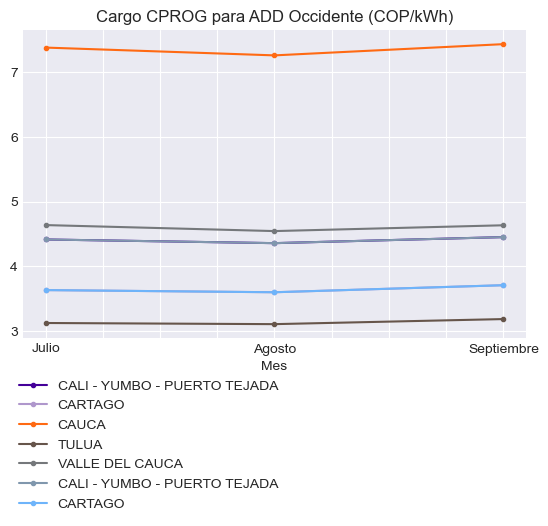 Cargo CPROG para ADD Occidente (COP/kWh)
7
6
5
4
3
Julio Agosto Septiembre
Mes
CALI - YUMBO - PUERTO TEJADA
CARTAGO
CAUCA
TULUA
VALLE DEL CAUCA
CALI - YUMBO - PUERTO TEJADA
CARTAGO